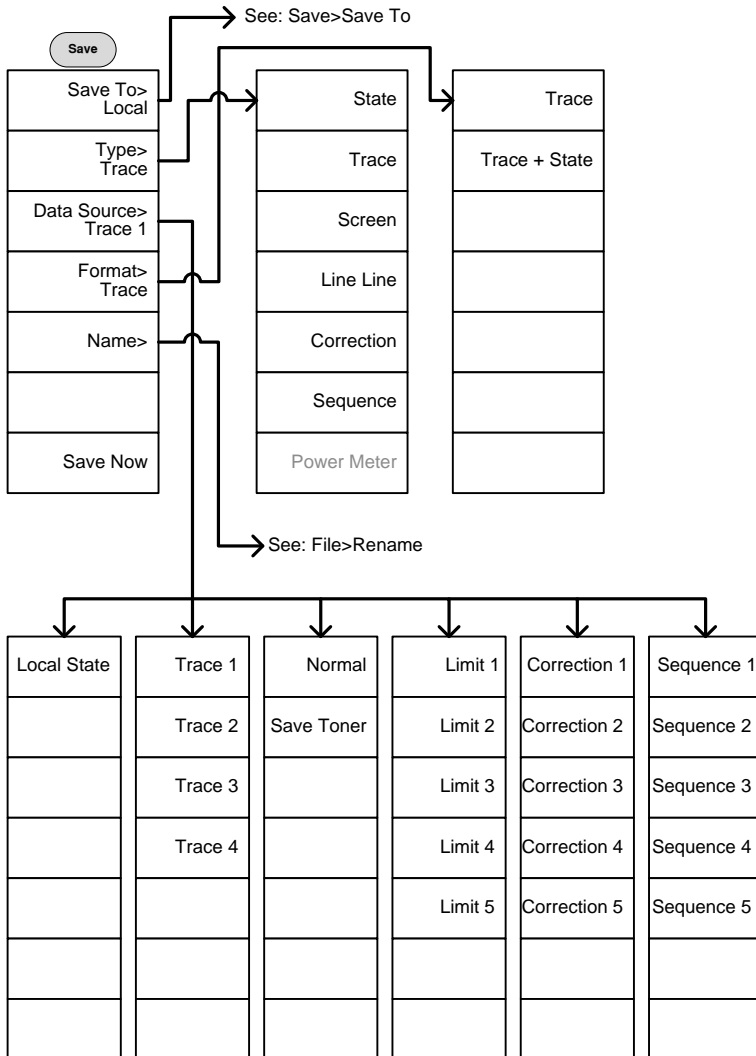 See: Save>Save To
Save
Save To>
Local
Type>
Trace
Data Source>
Trace 1
Format>
Trace
Name>
Save Now
State
Trace
Screen
Line Line
Correction
Sequence
Power Meter
Trace
Trace + State
See: File>Rename
Local State
Trace 1
Trace 2
Trace 3
Trace 4
Normal
Save Toner
Limit 1
Limit 2
Limit 3
Limit 4
Limit 5
Correction 1
Correction 2
Correction 3
Correction 4
Correction 5
Sequence 1
Sequence 2
Sequence 3
Sequence 4
Sequence 5